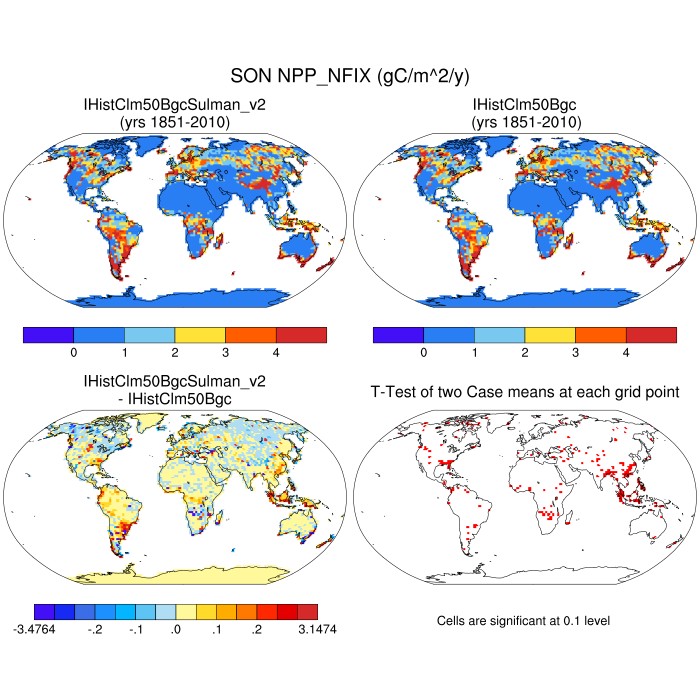 SON NPP_NFIX (gC/m^2/y)
IHistClm50BgcSulman_v2
(yrs 1851-2010)
IHistClm50Bgc
(yrs 1851-2010)
0 1 2 3 4
0 1 2 3 4
IHistClm50BgcSulman_v2
- IHistClm50Bgc
T-Test of two Case means at each grid point
-3.4764 -.2 -.1 .0 .1 .2 3.1474
Cells are significant at 0.1 level